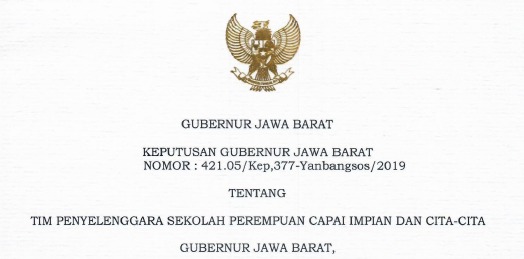 GUBERNUR JAWA BARAT
KEPUTUSAN GUBERNUR JAWA BARAT
NOMOR : 421.05/Kep,377-Yanbangsos/2019
TENTANG
TIM PENYELENGGARA SEKOLAH PEREMPUAN CAPAI IMPIAN DAN CITA-CITA
GUBERNUR JAWA BARAT,